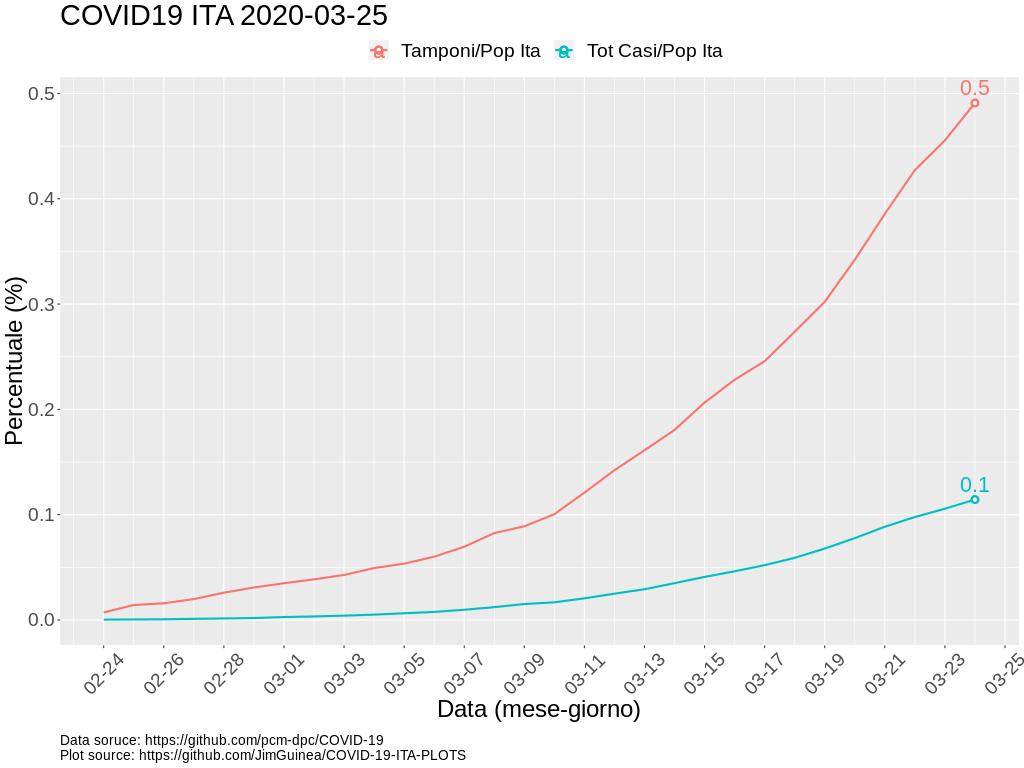 COVID19 ITA 2020-03-25
a Tamponi/Pop Ita a Tot Casi/Pop Ita
0.5
0.5
0.4
0.3
0.2
0.1
0.1
0.0
Percentuale (%)
02-24 02-26 02-28 03-01 03-03 03-05 03-07 03-09 03-11 03-13 03-15 03-17 03-19 03-21 03-23 03-25
Data (mese-giorno)
Data soruce: https://github.com/pcm-dpc/COVID-19
Plot source: https://github.com/JimGuinea/COVID-19-ITA-PLOTS